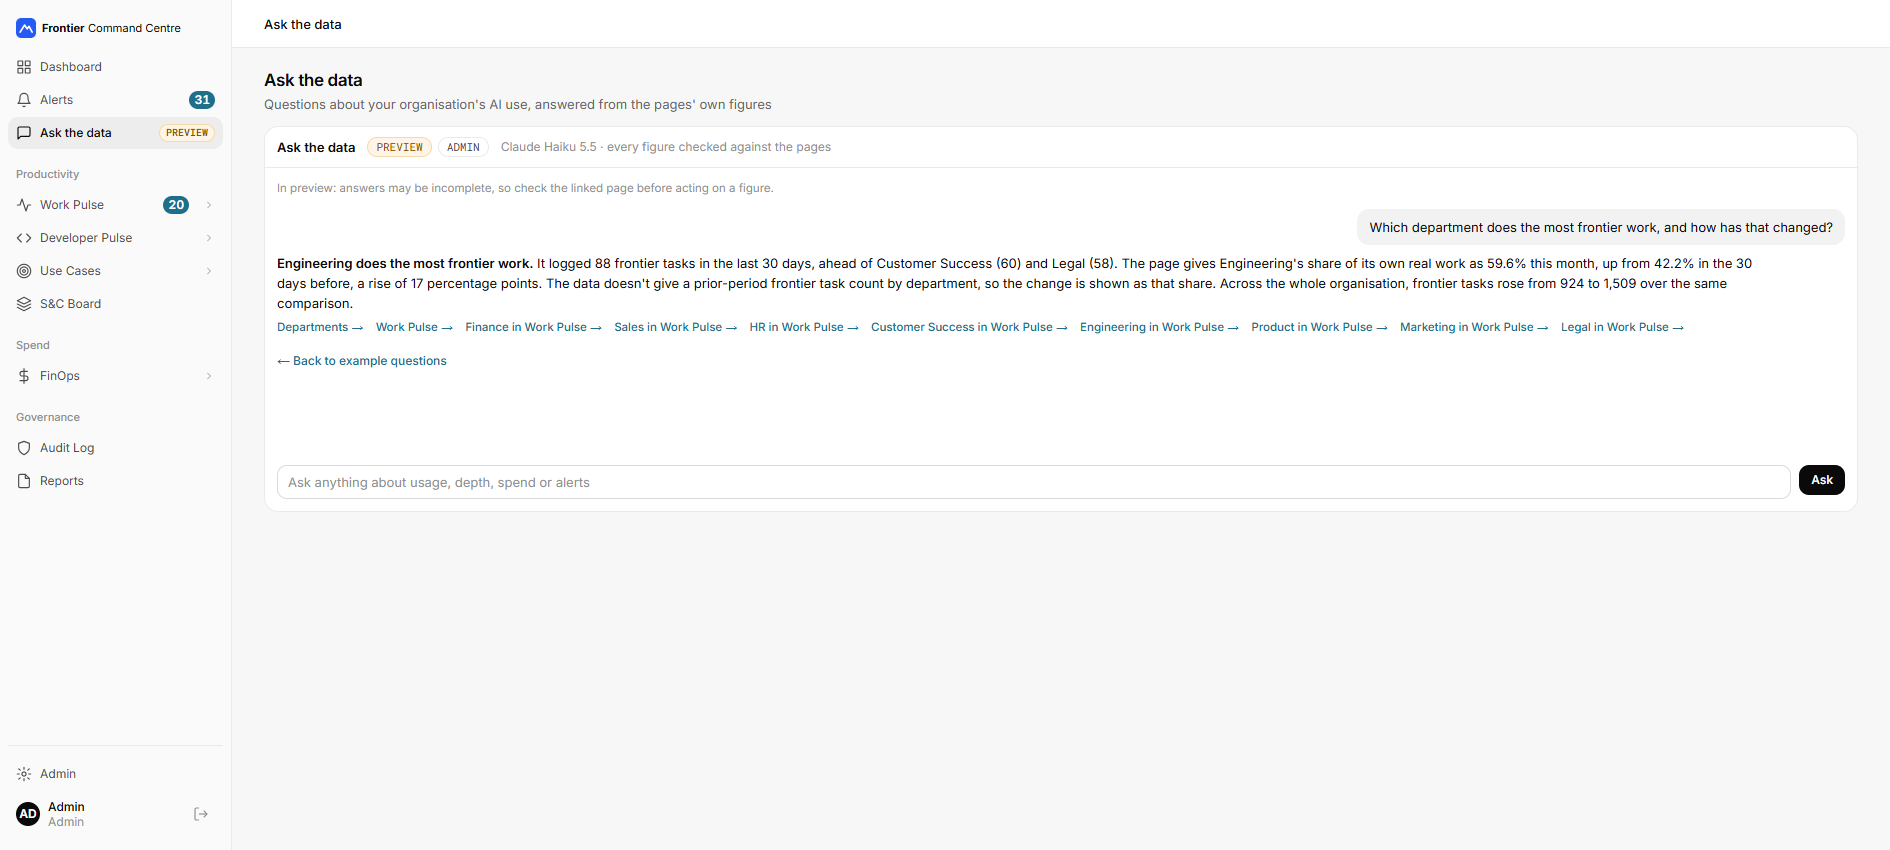 Frontier Command Centre
Dashboard
Alerts 31
Ask the data PREVIEW
Productivity
Work Pulse 20
Developer Pulse
Use Cases
S&C Board
Spend
FinOps
Governance
Audit Log
Reports
Admin
AD Admin
Admin
Ask the data
Ask the data
Questions about your organisation's AI use, answered from the pages' own figures
Ask the data PREVIEW ADMIN Claude Haiku 5.5 · every figure checked against the pages
In preview: answers may be incomplete, so check the linked page before acting on a figure.
Which department does the most frontier work, and how has that changed?
Engineering does the most frontier work. It logged 88 frontier tasks in the last 30 days, ahead of Customer Success (60) and Legal (58). The page gives Engineering's share of its own real work as 59.6% this month, up from 42.2% in the 30
days before, a rise of 17 percentage points. The data doesn't give a prior-period frontier task count by department, so the change is shown as that share. Across the whole organisation, frontier tasks rose from 924 to 1,509 over the same
comparison.
Departments → Work Pulse → Finance in Work Pulse → Sales in Work Pulse → HR in Work Pulse → Customer Success in Work Pulse → Engineering in Work Pulse → Product in Work Pulse → Marketing in Work Pulse → Legal in Work Pulse →
← Back to example questions
Ask anything about usage, depth, spend or alerts
Ask